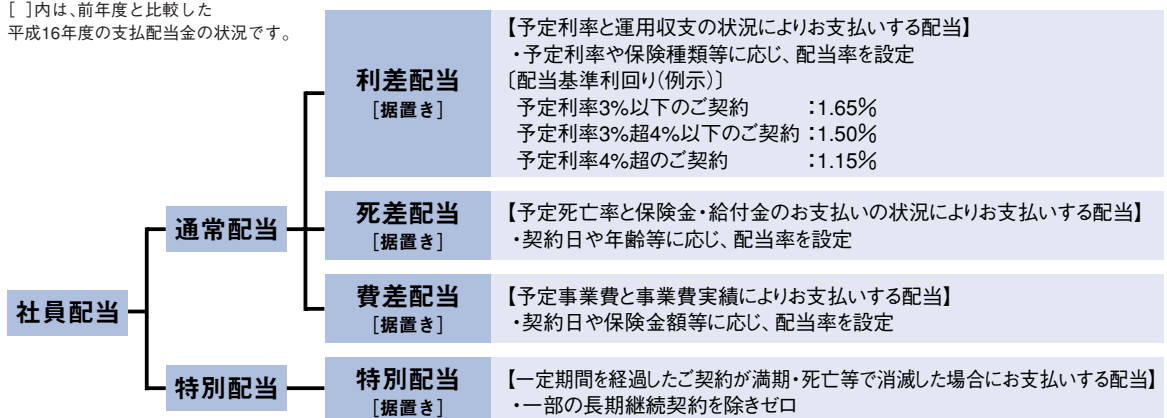 [ ]内は、前年度と比較した
平成16年度の支払配当金の状況です。
社員配当
通常配当
利差配当
[据置き]
【予定利率と運用収支の状況によりお支払いする配当】
・予定利率や保険種類等に応じ、配当率を設定
〔配当基準利回り(例示)〕
予定利率3%以下のご契約 :1.65%
予定利率3%超4%以下のご契約:1.50%
予定利率4%超のご契約 :1.15%
死差配当
[据置き]
【予定死亡率と保険金・給付金のお支払いの状況によりお支払いする配当】
・契約日や年齢等に応じ、配当率を設定
費差配当
[据置き]
【予定事業費と事業費実績によりお支払いする配当】
・契約日や保険金額等に応じ、配当率を設定
特別配当
特別配当
[据置き]
【一定期間を経過したご契約が満期・死亡等で消滅した場合にお支払いする配当】
・一部の長期継続契約を除きゼロ